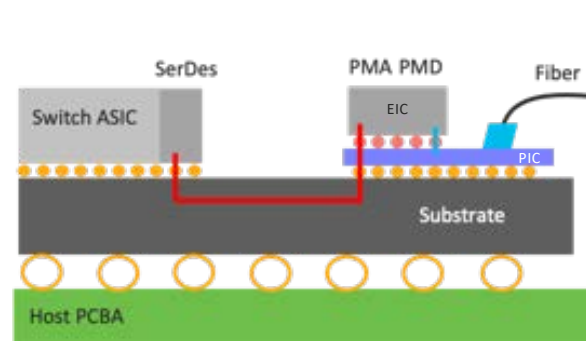 SerDes
PMA PMD
Fiber
Switch ASIC
EIC
PIC
Substrate
Host PCBA